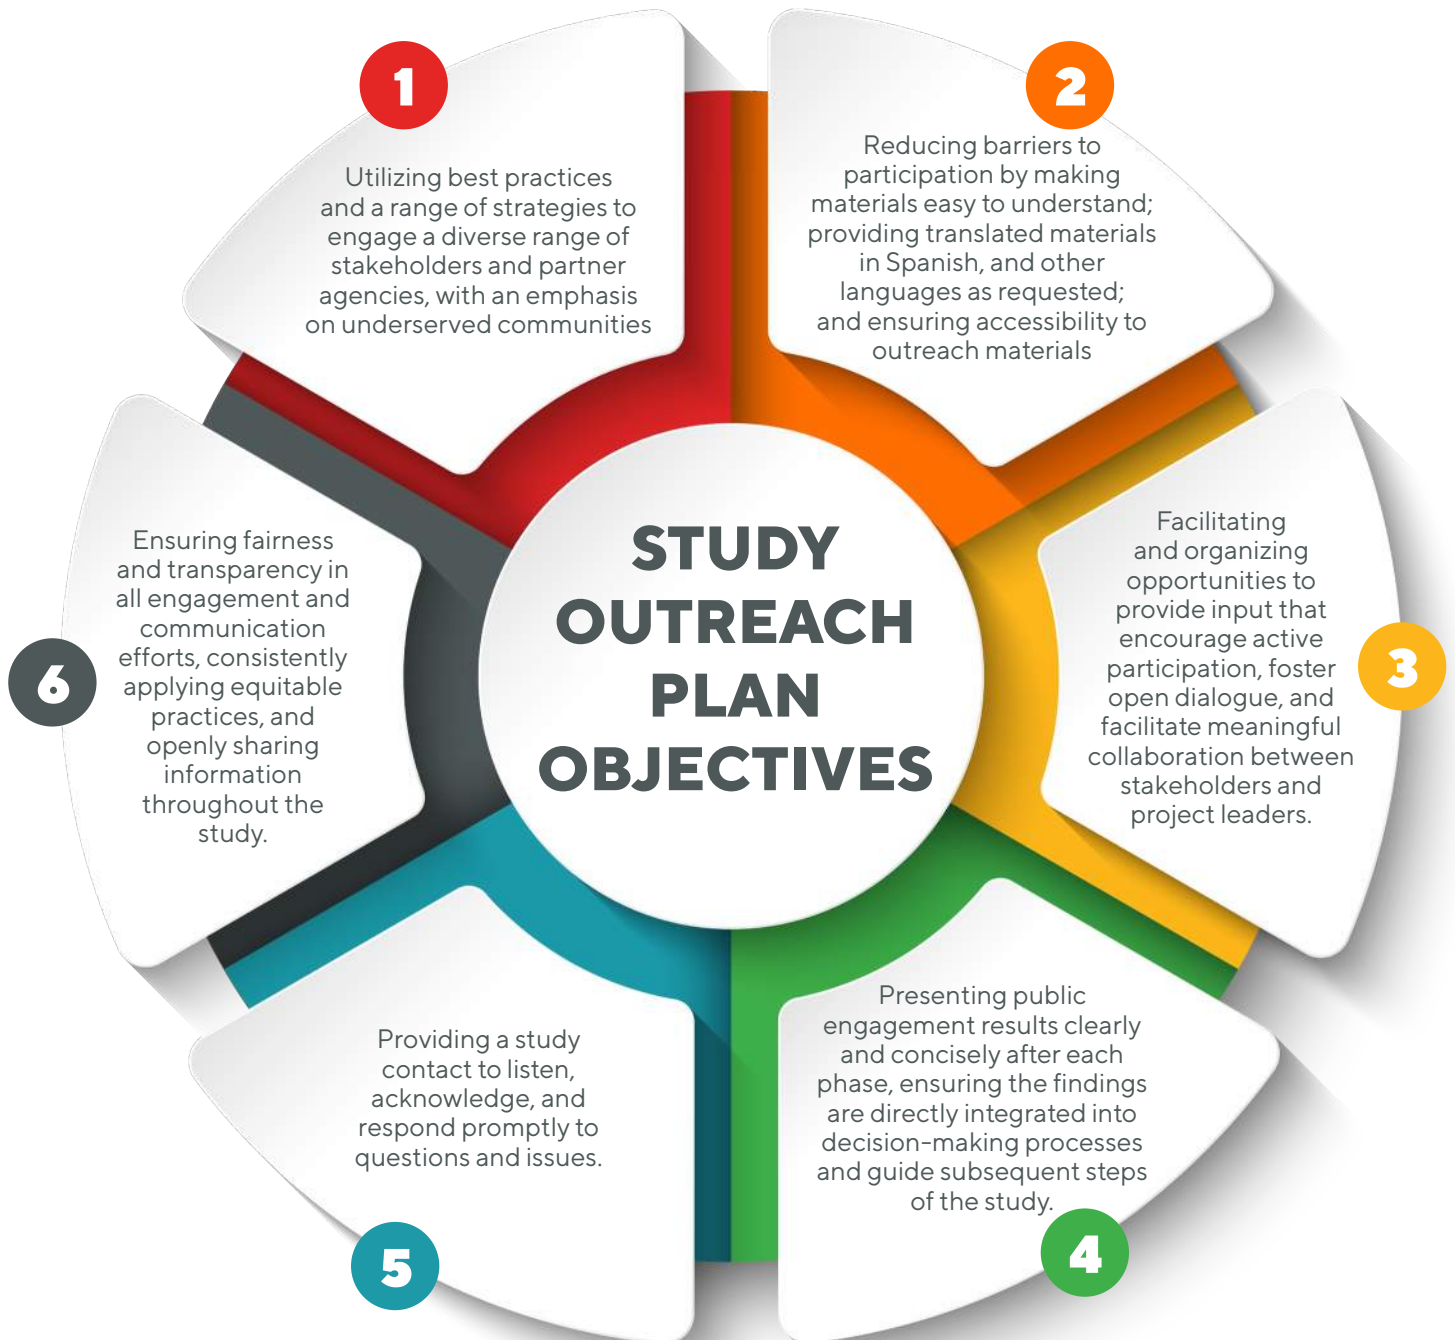 STUDY
OUTREACH
PLAN
OBJECTIVES
1
Utilizing best practices
and a range of strategies to
engage a diverse range of
stakeholders and partner
agencies, with an emphasis
on underserved communities
2
Reducing barriers to
participation by making
materials easy to understand;
providing translated materials
in Spanish, and other
languages as requested;
and ensuring accessibility to
outreach materials
3
Facilitating
and organizing
opportunities to
provide input that
encourage active
participation, foster
open dialogue, and
facilitate meaningful
collaboration between
stakeholders and
project leaders.
4
Presenting public
engagement results clearly
and concisely after each
phase, ensuring the findings
are directly integrated into
decision-making processes
and guide subsequent steps
of the study.
5
Providing a study
contact to listen,
acknowledge, and
respond promptly to
questions and issues.
6
Ensuring fairness
and transparency in
all engagement and
communication
efforts, consistently
applying equitable
practices, and
openly sharing
information
throughout the
study.